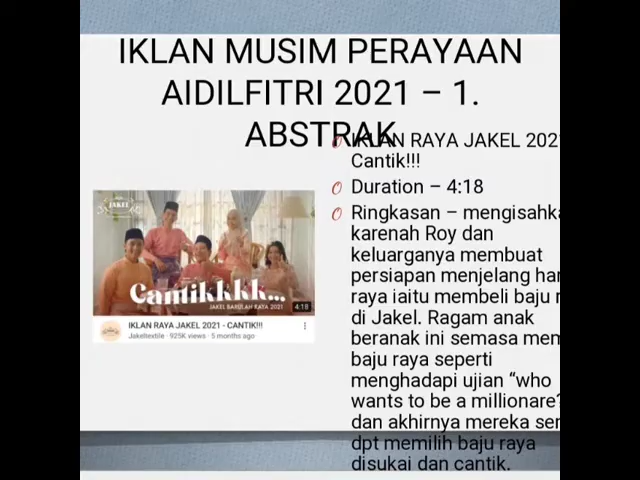 IKLAN MUSIM PERAYAAN
AIDILFITRI 2021 – 1.
ABSTRAK
IKLAN RAYA JAKEL 202
Cantik!!!
Duration – 4:18
Ringkasan – mengisahka
karenah Roy dan
keluarganya membuat
persiapan menjelang har
raya iaitu membeli baju r
di Jakel. Ragam anak
beranak ini semasa mem
baju raya seperti
menghadapi ujian “who
wants to be a millionare?
dan akhirnya mereka sem
dpt memilih baju raya
disukai dan cantik.
JAKEL
Cantikkkk...
JAKEL BARULAH RAYA 2021
4:18
IKLAN RAYA JAKEL 2021 - CANTIK!!!
Jakeltextile · 925K views · 5 months ago